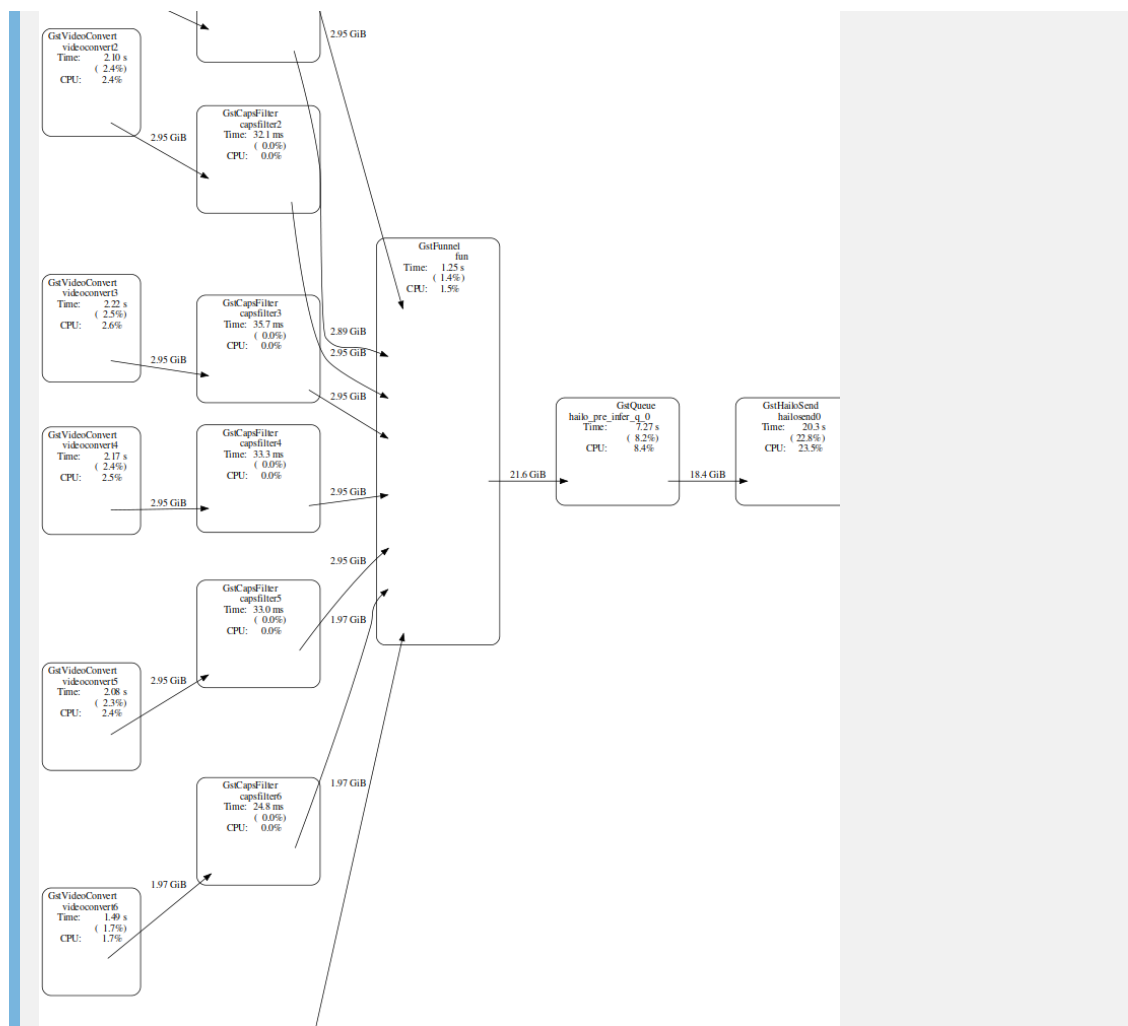 2.95 GiB
GstVideoConvert
videoconvert2
Time: 2.10 s
( 2.4%)
CPU: 2.4%
2.95 GiB
GstCapsFilter
capsfilter2
Time: 32.1 ms
( 0.0%)
CPU: 0.0%
GstFunnel
fun
Time: 1.25 s
( 1.4%)
CPU: 1.5%
GstVideoConvert
videoconvert3
Time: 2.22 s
( 2.5%)
CPU: 2.6%
2.95 GiB
GstCapsFilter
capsfilter3
Time: 35.7 ms
( 0.0%)
CPU: 0.0%
2.89 GiB
2.95 GiB
2.95 GiB
GstQueue
hailo_pre_infer_q_0
Time: 7.27 s
( 8.2%)
CPU: 8.4%
GstHailoSend
hailosend0
Time: 20.3 s
( 22.8%)
CPU: 23.5%
GstVideoConvert
videoconvert4
Time: 2.17 s
( 2.4%)
CPU: 2.5%
2.95 GiB
GstCapsFilter
capsfilter4
Time: 33.3 ms
( 0.0%)
CPU: 0.0%
2.95 GiB
21.6 GiB
18.4 GiB
2.95 GiB
GstCapsFilter
capsfilter5
Time: 33.0 ms
( 0.0%)
CPU: 0.0%
1.97 GiB
GstVideoConvert
videoconvert5
Time: 2.08 s
( 2.3%)
CPU: 2.4%
2.95 GiB
GstCapsFilter
capsfilter6
Time: 24.8 ms
( 0.0%)
CPU: 0.0%
1.97 GiB
GstVideoConvert
videoconvert6
Time: 1.49 s
( 1.7%)
CPU: 1.7%
1.97 GiB